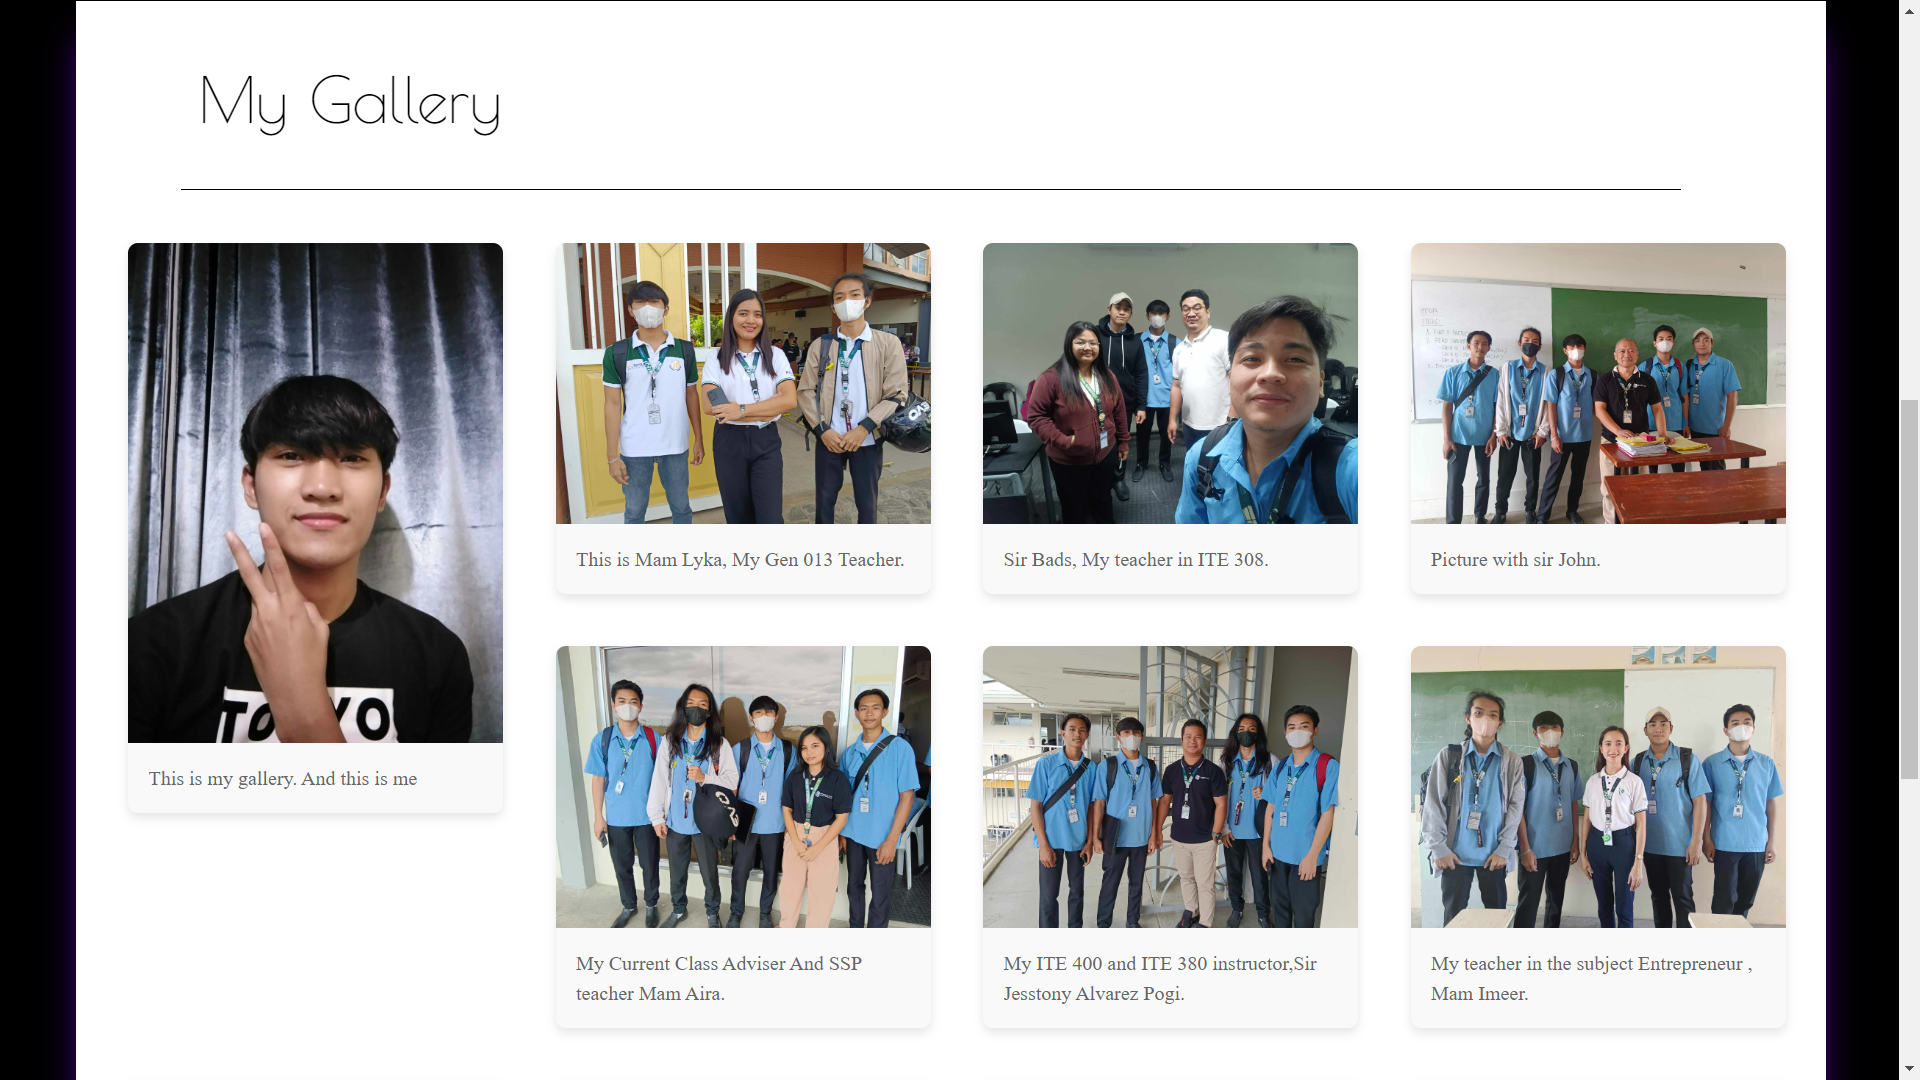 My Gallery
TOKYO
This is my gallery. And this is me
This is Mam Lyka, My Gen 013 Teacher.
Sir Bads, My teacher in ITE 308.
Picture with sir John.
My Current Class Adviser And SSP
teacher Mam Aira.
My ITE 400 and ITE 380 instructor,Sir
Jesstony Alvarez Pogi.
My teacher in the subject Entrepreneur ,
Mam Imeer.